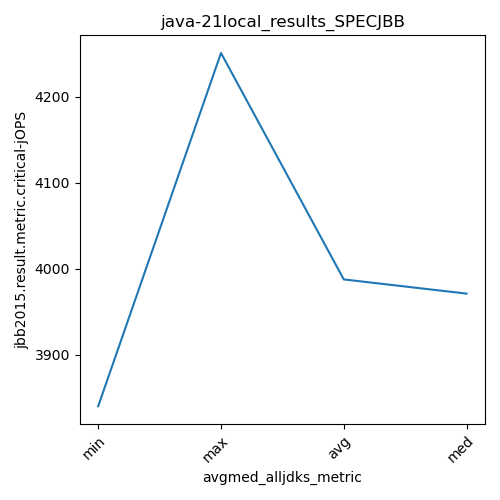 java-21local_results_SPECJBB
jbb2015.result.metric.critical-jOPS
4200
4100
4000
3900
min
max
avg
med
avgmed_alljdks_metric